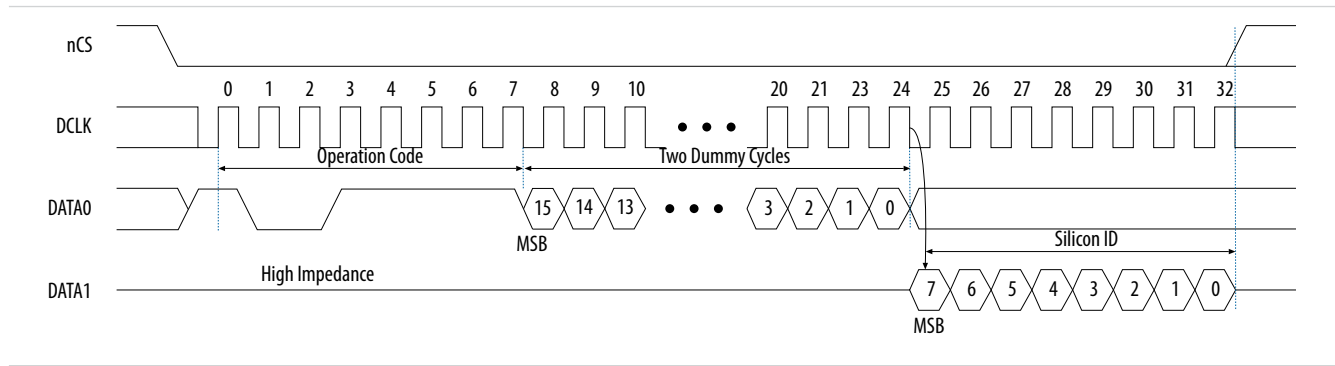 nCS
0 1 2 3 4 5 6 7 8 9 10 20 21 23 24 25 26 27 28 29 30 31 32
DCLK
Operation Code Two Dummy Cycles
DATA0 15 14 13 3 2 1 0
MSB Silicon ID
High Impedance
DATA1 7 6 5 4 3 2 1 0
MSB